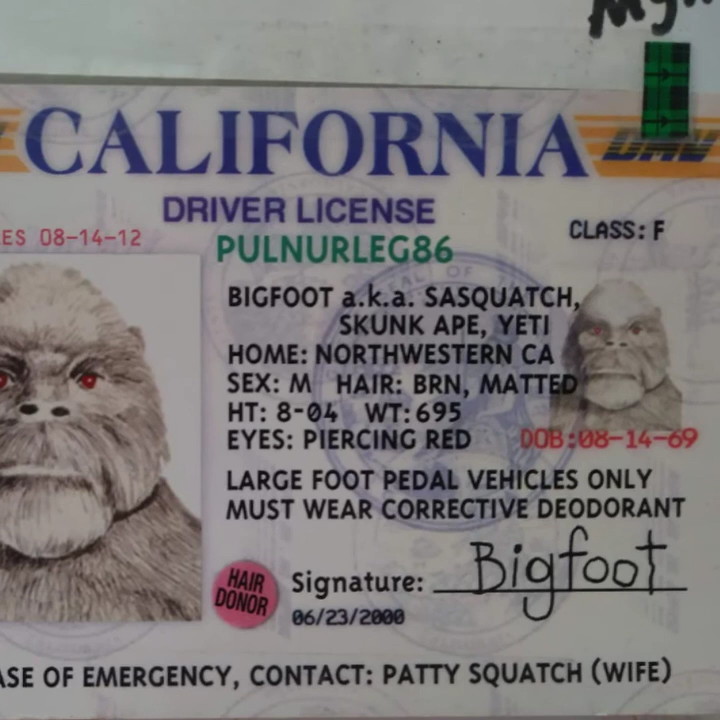 CALIFORNIA DMV
DRIVER LICENSE
ES 08-14-12
PULNURLEG86
CLASS: F
BIGFOOT a.k.a. SASQUATCH,
SKUNK APE, YETI
HOME: NORTHWESTERN CA
SEX: M HAIR: BRN, MATTED
HT: 8-04 WT: 695
EYES: PIERCING RED
DOB:08-14-69
LARGE FOOT PEDAL VEHICLES ONLY
MUST WEAR CORRECTIVE DEODORANT
HAIR
DONOR
Signature: Bigfoot
06/23/2000
ASE OF EMERGENCY, CONTACT: PATTY SQUATCH (WIFE)